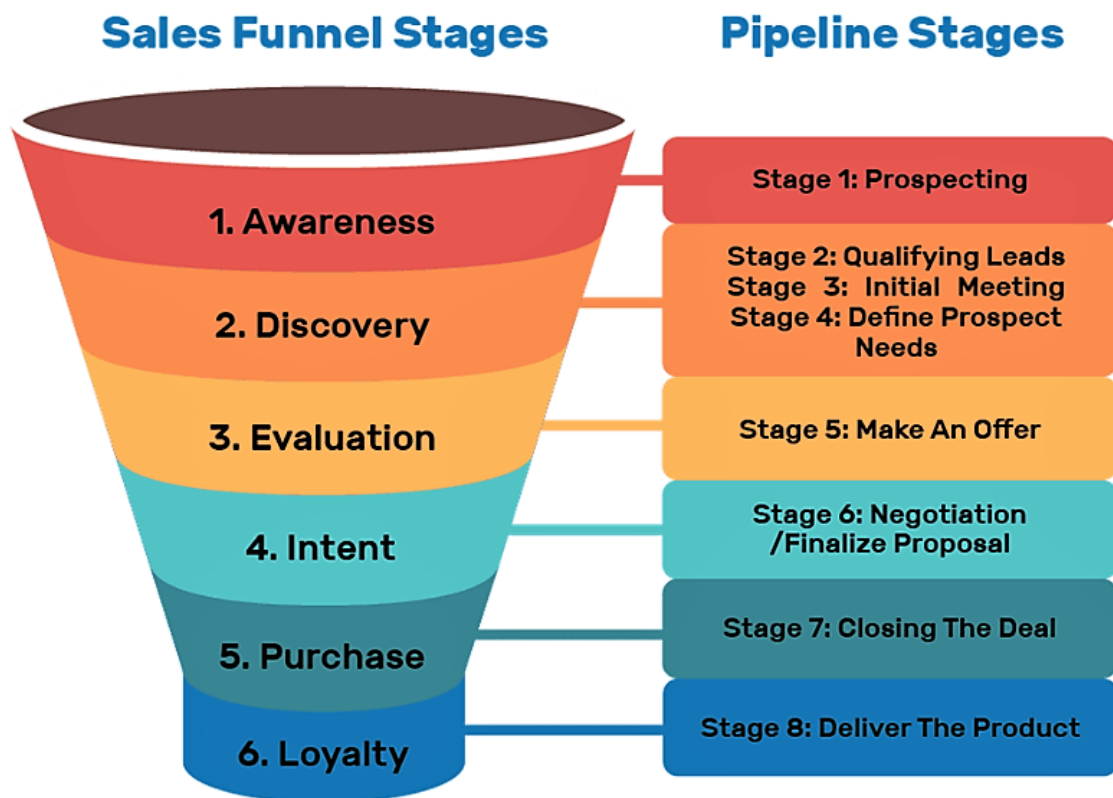 Sales Funnel Stages
Pipeline Stages
1. Awareness
2. Discovery
3. Evaluation
4. Intent
5. Purchase
6. Loyalty
Stage 1: Prospecting
Stage 2: Qualifying Leads
Stage 3: Initial Meeting
Stage 4: Define Prospect
Needs
Stage 5: Make An Offer
Stage 6: Negotiation
/Finalize Proposal
Stage 7: Closing The Deal
Stage 8: Deliver The Product